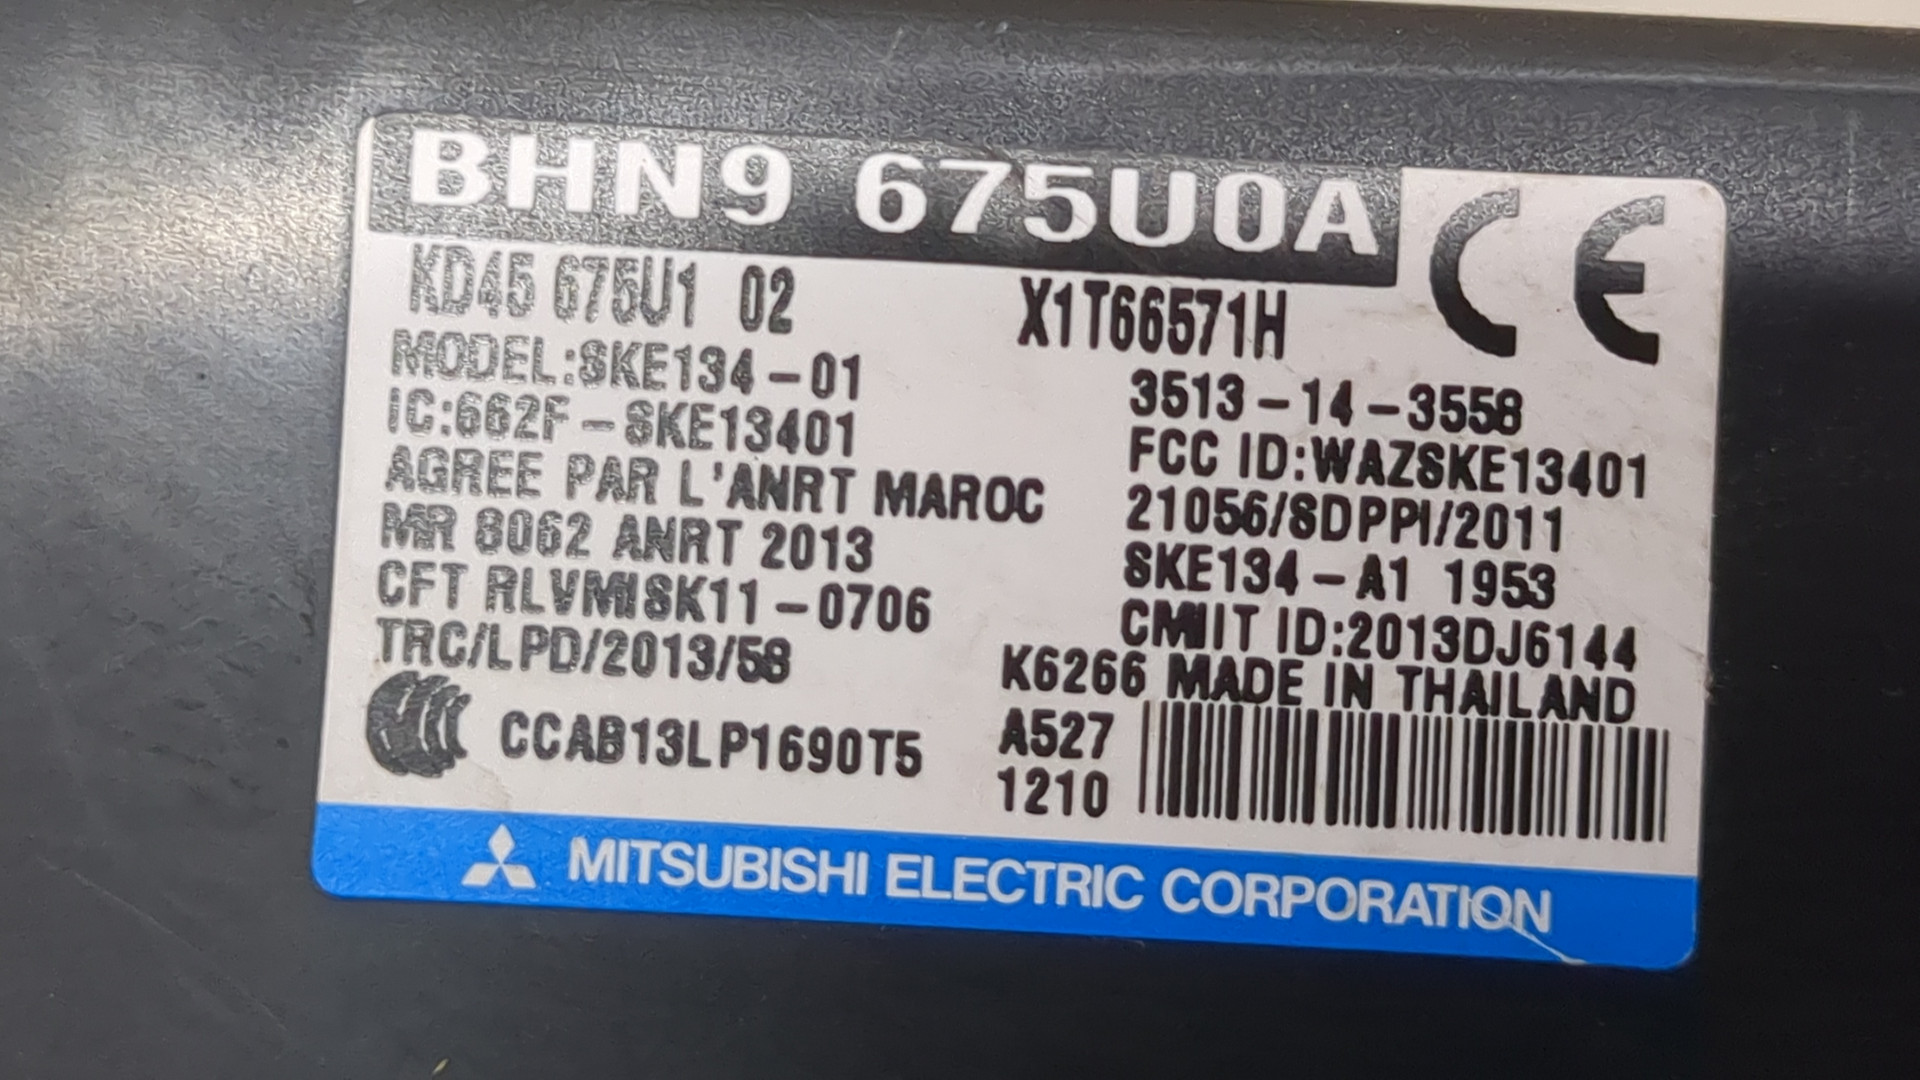 BHN9 675U0A
CE
KD45 675U1 02
X1T66571H
MODEL:SKE134-01
3513-14-3558
IC:662F-SKE13401
FCC ID:WAZSKE13401
AGREE PAR L'ANRT MAROC
21056/SDPPI/2011
MR 8062 ANRT 2013
SKE134-A1 1953
CFT RLVMISK11-0706
CMIIT ID:2013DJ6144
TRC/LPD/2013/58
K6266 MADE IN THAILAND
CCAB13LP1690T5
A527
1210
MITSUBISHI ELECTRIC CORPORATION